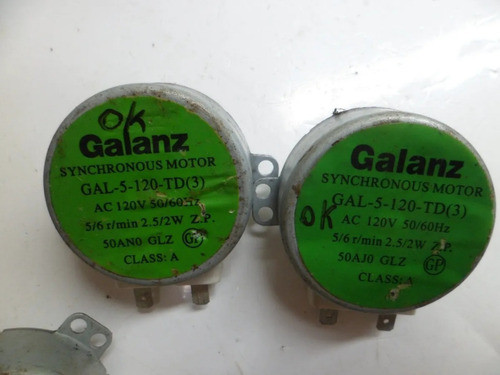 OK
Galanz
SYNCHRONOUS MOTOR
GAL-5-120-TD(3)
AC 120V 50/60Hz
5/6 r/min 2.5/2W Z.P.
50AN0 GLZ GP
CLASS: A
Galanz
SYNCHRONOUS MOTOR
GAL-5-120-TD(3)
OK AC 120V 50/60Hz
5/6 r/min 2.5/2W Z.P.
50AJ0 GLZ GP
CLASS: A